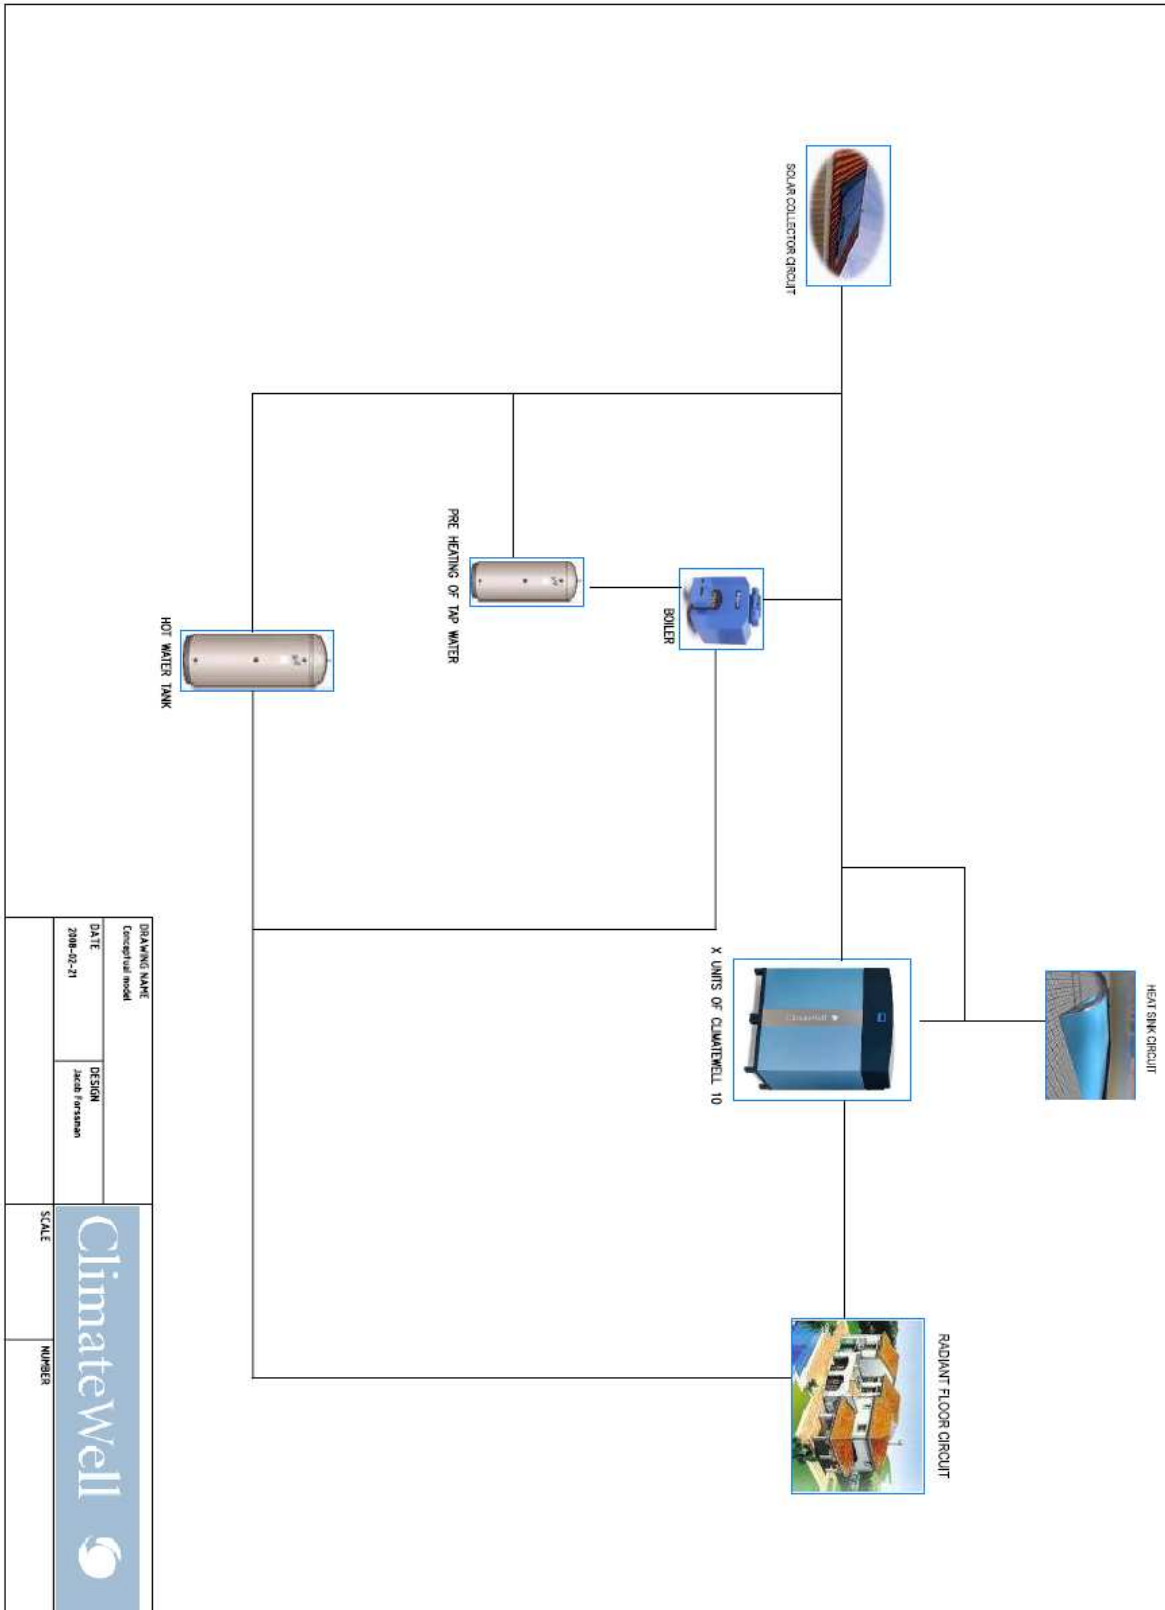 HEAT SINK CIRCUIT
SOLAR COLLECTOR CIRCUIT
RADIANT FLOOR CIRCUIT
X UNITS OF CLIMATEWELL 10
BOILER
PRE HEATING OF TAP WATER
HOT WATER TANK
DRAWING NAME
Conceptual model
DATE
2008-02-21
DESIGN
Jacob Forssman
ClimateWell
SCALE
NUMBER